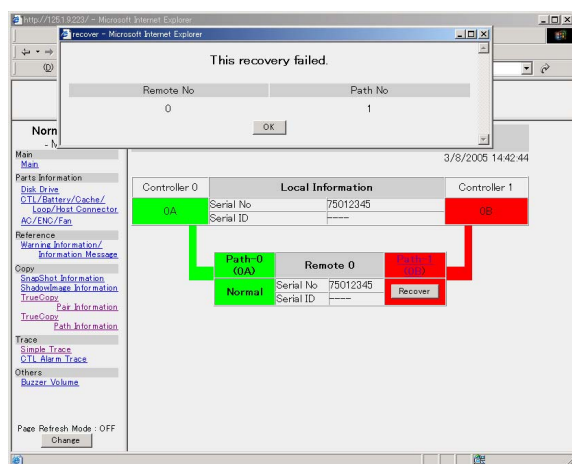 http://125.1.9.223/ - Microsoft Internet Explorer
recover - Microsoft Internet Explorer
This recovery failed.
Remote No
Path No
0
1
OK
(D)
3/8/2005 14:42:44
Norm
Main
Main
Parts Information
Disk Drive
CTL/Battery/Cache/
Loop/Host Connector
AC/ENC/Fan
Reference
Warning Information/
Information Message
Copy
SnapShot Information
ShadowImage Information
TrueCopy
Pair Information
TrueCopy
Path Information
Trace
Simple Trace
CTL Alarm Trace
Others
Buzzer Volume
Page Refresh Mode : OFF
Change
Controller 0
Local Information
Controller 1
0A
Serial No
75012345
0B
Serial ID
----
Path-0
(0A)
Remote 0
Path-1
(0B)
Normal
Serial No
75012345
Recover
Serial ID
----